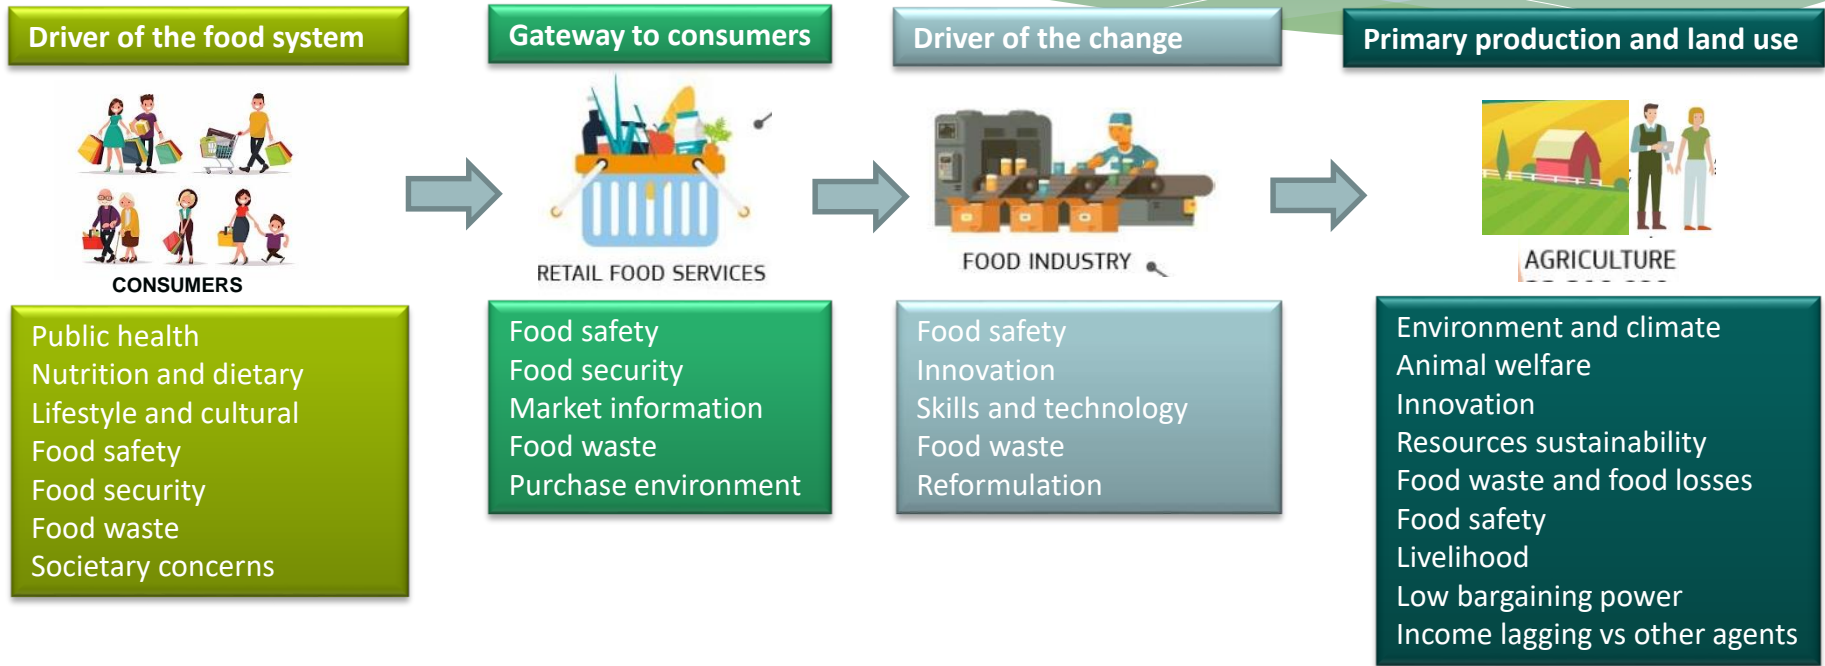 Driver of the food system
Gateway to consumers
Driver of the change
Primary production and land use
CONSUMERS
RETAIL FOOD SERVICES
FOOD INDUSTRY
AGRICULTURE
Public health
Nutrition and dietary
Lifestyle and cultural
Food safety
Food security
Food waste
Societary concerns
Food safety
Food security
Market information
Food waste
Purchase environment
Food safety
Innovation
Skills and technology
Food waste
Reformulation
Environment and climate
Animal welfare
Innovation
Resources sustainability
Food waste and food losses
Food safety
Livelihood
Low bargaining power
Income lagging vs other agents